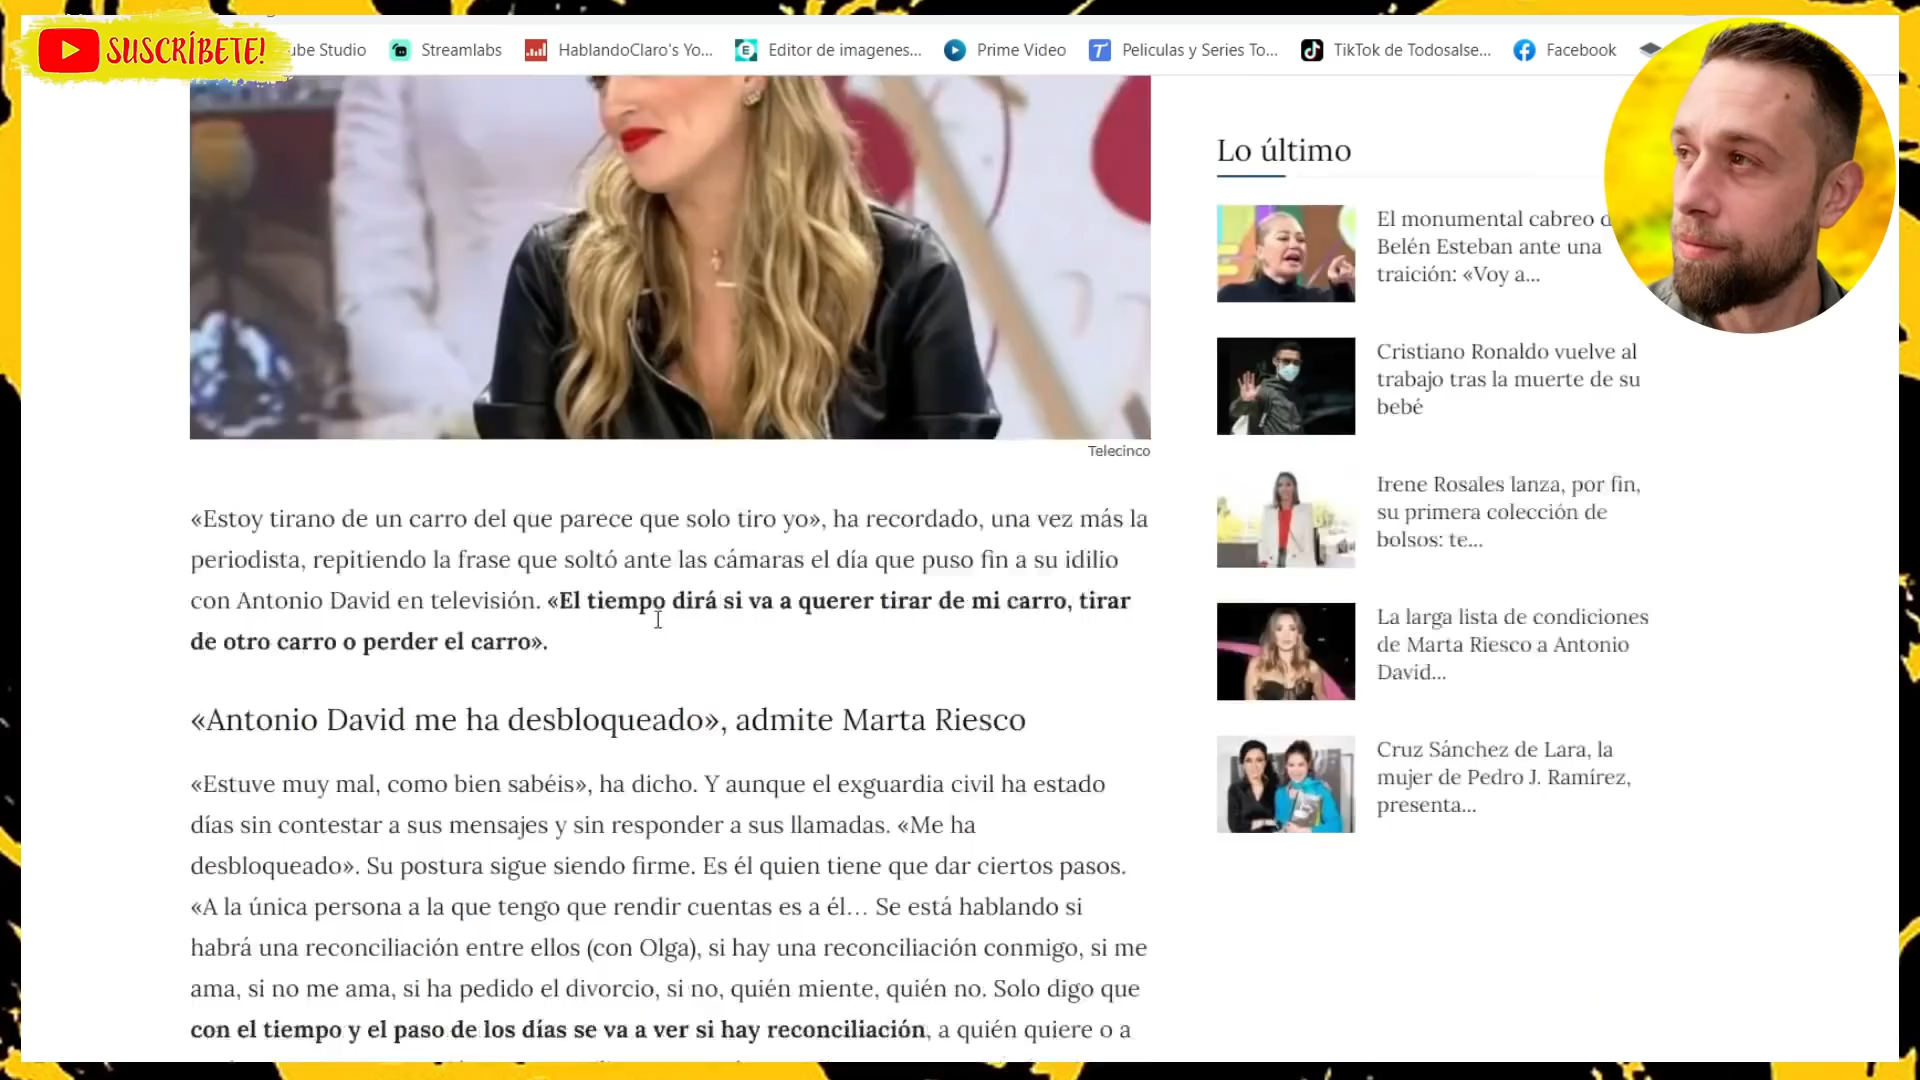 SUSCRÍBETE!
ube Studio
Streamlabs
HablandoClaro's Yo...
Editor de imagenes...
Prime Video
Peliculas y Series To...
TikTok de Todosalse...
Facebook
Telecinco
«Estoy tirano de un carro del que parece que solo tiro yo», ha recordado, una vez más la
periodista, repitiendo la frase que soltó ante las cámaras el día que puso fin a su idilio
con Antonio David en televisión. «El tiempo dirá si va a querer tirar de mi carro, tirar
de otro carro o perder el carro».
«Antonio David me ha desbloqueado», admite Marta Riesco
«Estuve muy mal, como bien sabéis», ha dicho. Y aunque el exguardia civil ha estado
días sin contestar a sus mensajes y sin responder a sus llamadas. «Me ha
desbloqueado». Su postura sigue siendo firme. Es él quien tiene que dar ciertos pasos.
«A la única persona a la que tengo que rendir cuentas es a él… Se está hablando si
habrá una reconciliación entre ellos (con Olga), si hay una reconciliación conmigo, si me
ama, si no me ama, si ha pedido el divorcio, si no, quién miente, quién no. Solo digo que
con el tiempo y el paso de los días se va a ver si hay reconciliación, a quién quiere o a
Lo último
El monumental cabreo d
Belén Esteban ante una
traición: «Voy a...
Cristiano Ronaldo vuelve al
trabajo tras la muerte de su
bebé
Irene Rosales lanza, por fin,
su primera colección de
bolsos: te...
La larga lista de condiciones
de Marta Riesco a Antonio
David...
Cruz Sánchez de Lara, la
mujer de Pedro J. Ramírez,
presenta...